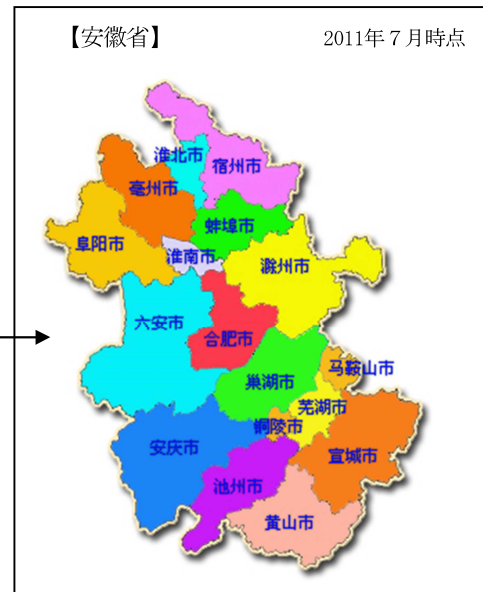 【安徽省】 2011年７月時点
淮北市
宿州市
亳州市
蚌埠市
阜阳市
淮南市
滁州市
六安市
合肥市
马鞍山市
巢湖市
芜湖市
铜陵市
安庆市
宣城市
池州市
黄山市